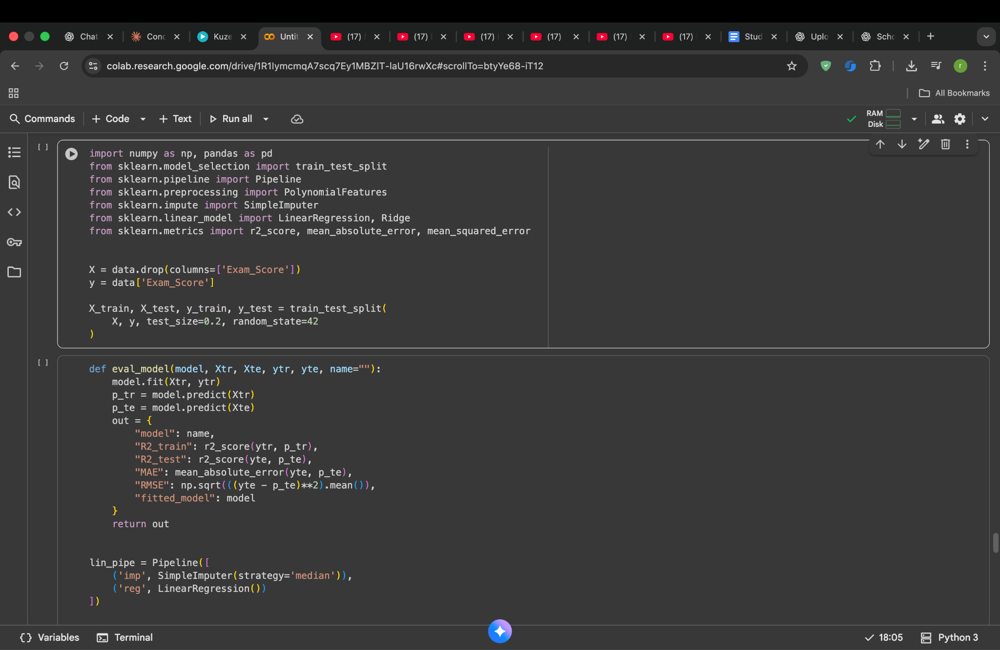 Chat
Conc
Kuze
Untit
(17)
(17)
(17)
(17)
(17)
(17)
Stud
Uplo
Scho
colab.research.google.com/drive/1R1lymcmqA7scq7Ey1MBZlT-laU16rwXc#scrollTo=btyYe68-iT12
r
All Bookmarks
Commands
+ Code
+ Text
Run all
RAM
Disk
[ ]
import numpy as np, pandas as pd
from sklearn.model_selection import train_test_split
from sklearn.pipeline import Pipeline
from sklearn.preprocessing import PolynomialFeatures
from sklearn.impute import SimpleImputer
from sklearn.linear_model import LinearRegression, Ridge
from sklearn.metrics import r2_score, mean_absolute_error, mean_squared_error
X = data.drop(columns=['Exam_Score'])
y = data['Exam_Score']
X_train, X_test, y_train, y_test = train_test_split(
    X, y, test_size=0.2, random_state=42
)
[ ]
def eval_model(model, Xtr, Xte, ytr, yte, name=""):
    model.fit(Xtr, ytr)
    p_tr = model.predict(Xtr)
    p_te = model.predict(Xte)
    out = {
        "model": name,
        "R2_train": r2_score(ytr, p_tr),
        "R2_test": r2_score(yte, p_te),
        "MAE": mean_absolute_error(yte, p_te),
        "RMSE": np.sqrt(((yte - p_te)**2).mean()),
        "fitted_model": model
    }
    return out
lin_pipe = Pipeline([
    ('imp', SimpleImputer(strategy='median')),
    ('reg', LinearRegression())
])
{} Variables
Terminal
18:05
Python 3